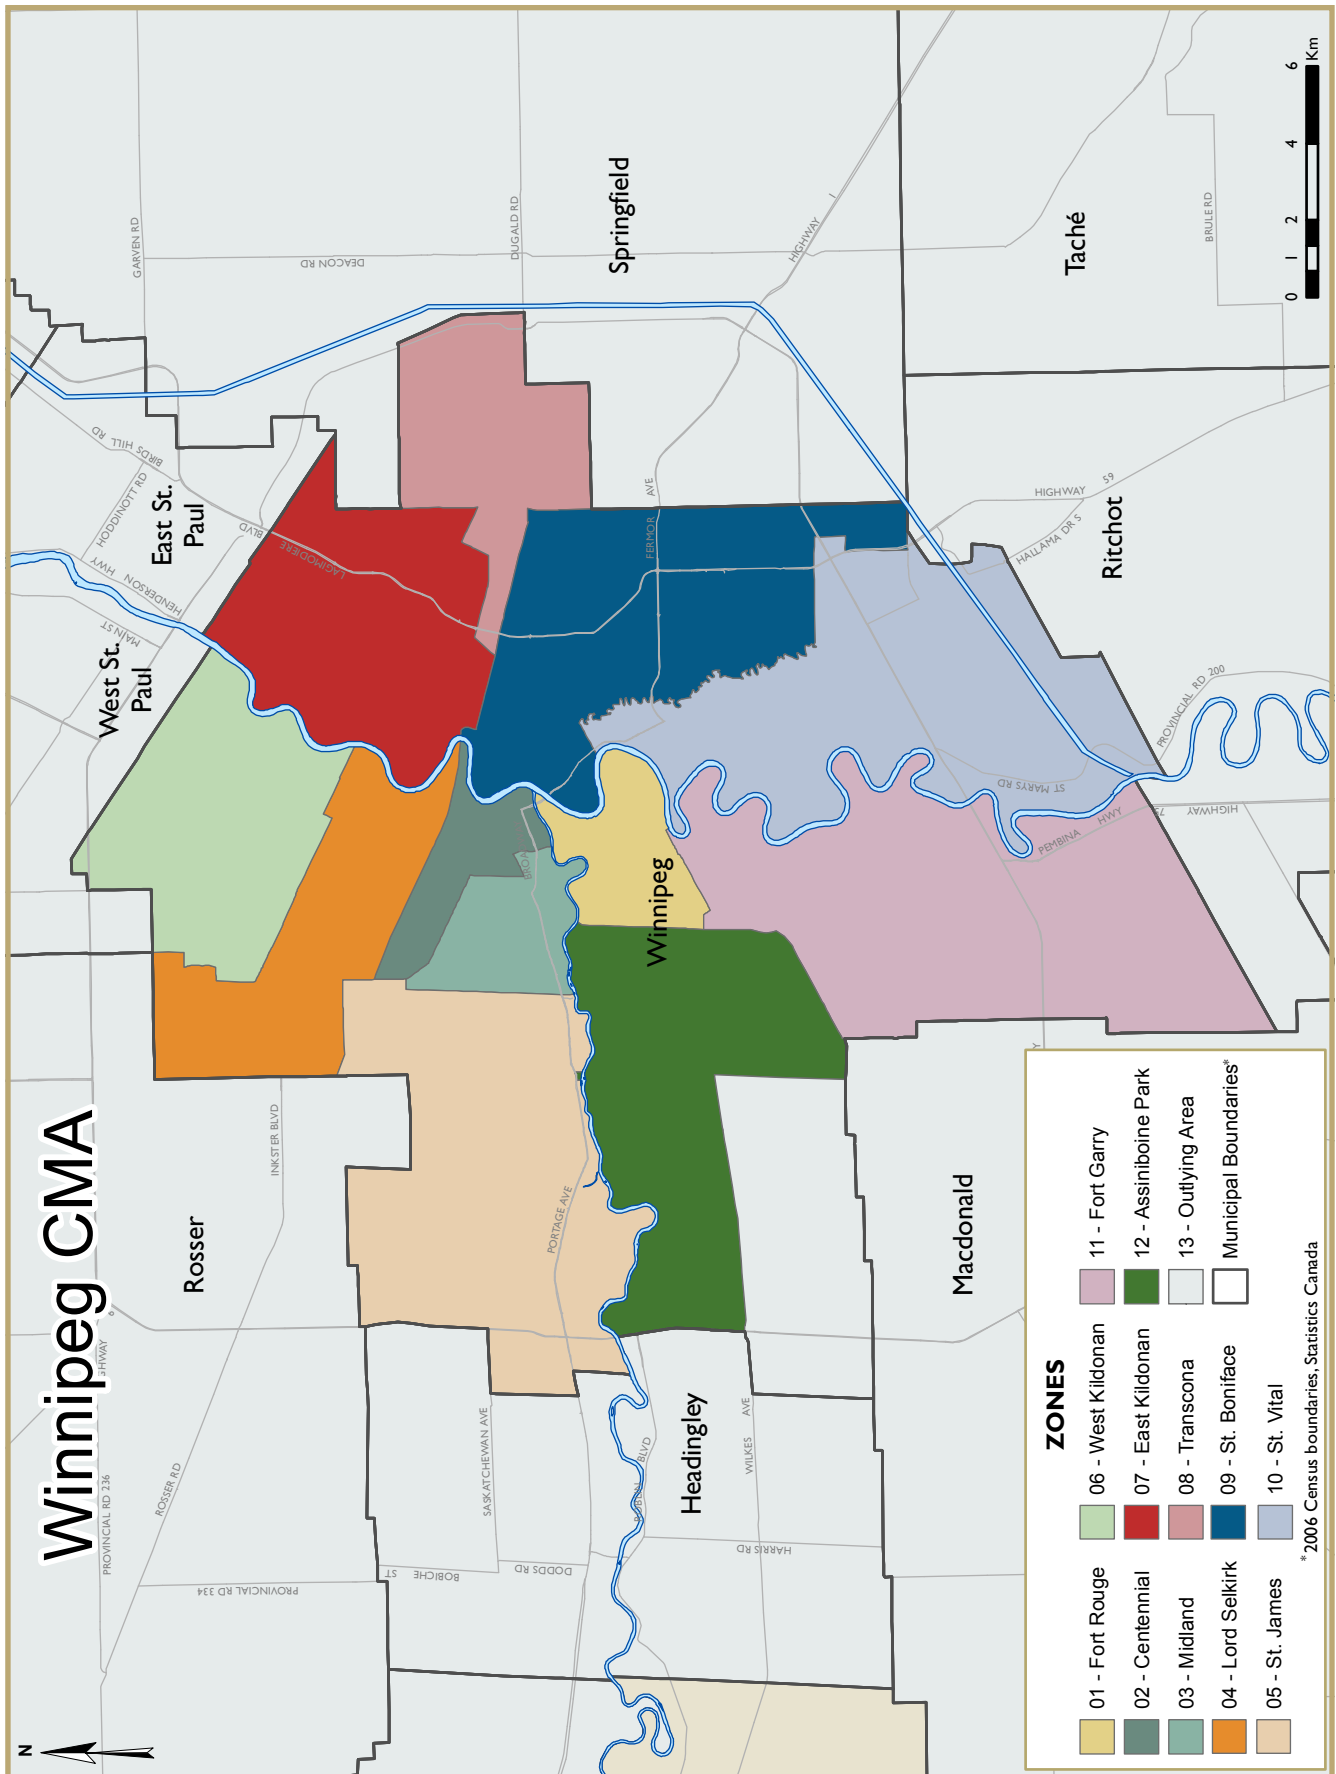 Winnipeg CMA
N
West St.
Paul
East St.
Paul
Rosser
Springfield
Headingley
Winnipeg
Macdonald
Ritchot
Taché
PROVINCIAL RD 236
GHWAY
6
ROSSER RD
PROVINCIAL RD 334
INKSTER BLVD
SASKATCHEWAN AVE
BOBICHE ST
DODDS RD
PORTAGE AVE
BLVD
HARRIS RD
WILKES AVE
MAIN ST
HENDERSON HWY
HODDINOTT RD
BIRDS HILL RD
LAGIMODIERE BLVD
GARVEN RD
DEACON RD
DUGALD RD
HIGHWAY 1
FERMOR AVE
BROA
ST MARYS RD
PEMBINA HWY
HIGHWAY 75
PROVINCIAL RD 200
HALLAMA DR S
HIGHWAY 59
BRULE RD
Y
ZONES
01 - Fort Rouge
02 - Centennial
03 - Midland
04 - Lord Selkirk
05 - St. James
06 - West Kildonan
07 - East Kildonan
08 - Transcona
09 - St. Boniface
10 - St. Vital
11 - Fort Garry
12 - Assiniboine Park
13 - Outlying Area
Municipal Boundaries*
*2006 Census boundaries, Statistics Canada
0 1 2 4 6
Km